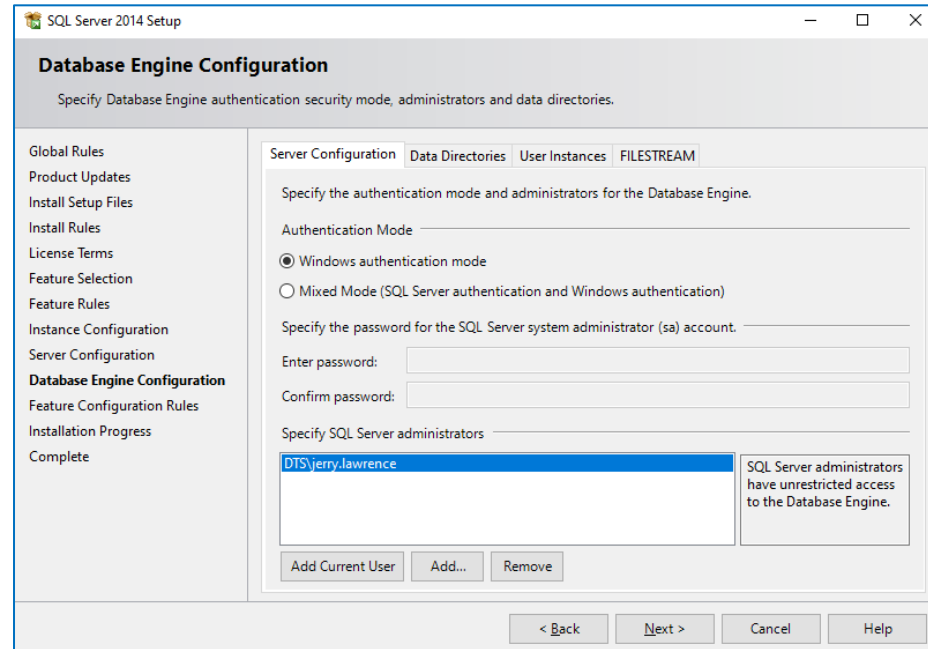 SQL Server 2014 Setup
Database Engine Configuration
Specify Database Engine authentication security mode, administrators and data directories.
Global Rules
Product Updates
Install Setup Files
Install Rules
License Terms
Feature Selection
Feature Rules
Instance Configuration
Server Configuration
Database Engine Configuration
Feature Configuration Rules
Installation Progress
Complete
Server Configuration Data Directories User Instances FILESTREAM
Specify the authentication mode and administrators for the Database Engine.
Authentication Mode
Windows authentication mode
Mixed Mode (SQL Server authentication and Windows authentication)
Specify the password for the SQL Server system administrator (sa) account.
Enter password:
Confirm password:
Specify SQL Server administrators
DTS\jerry.lawrence
SQL Server administrators
have unrestricted access
to the Database Engine.
Add Current User Add... Remove
< Back Next > Cancel Help